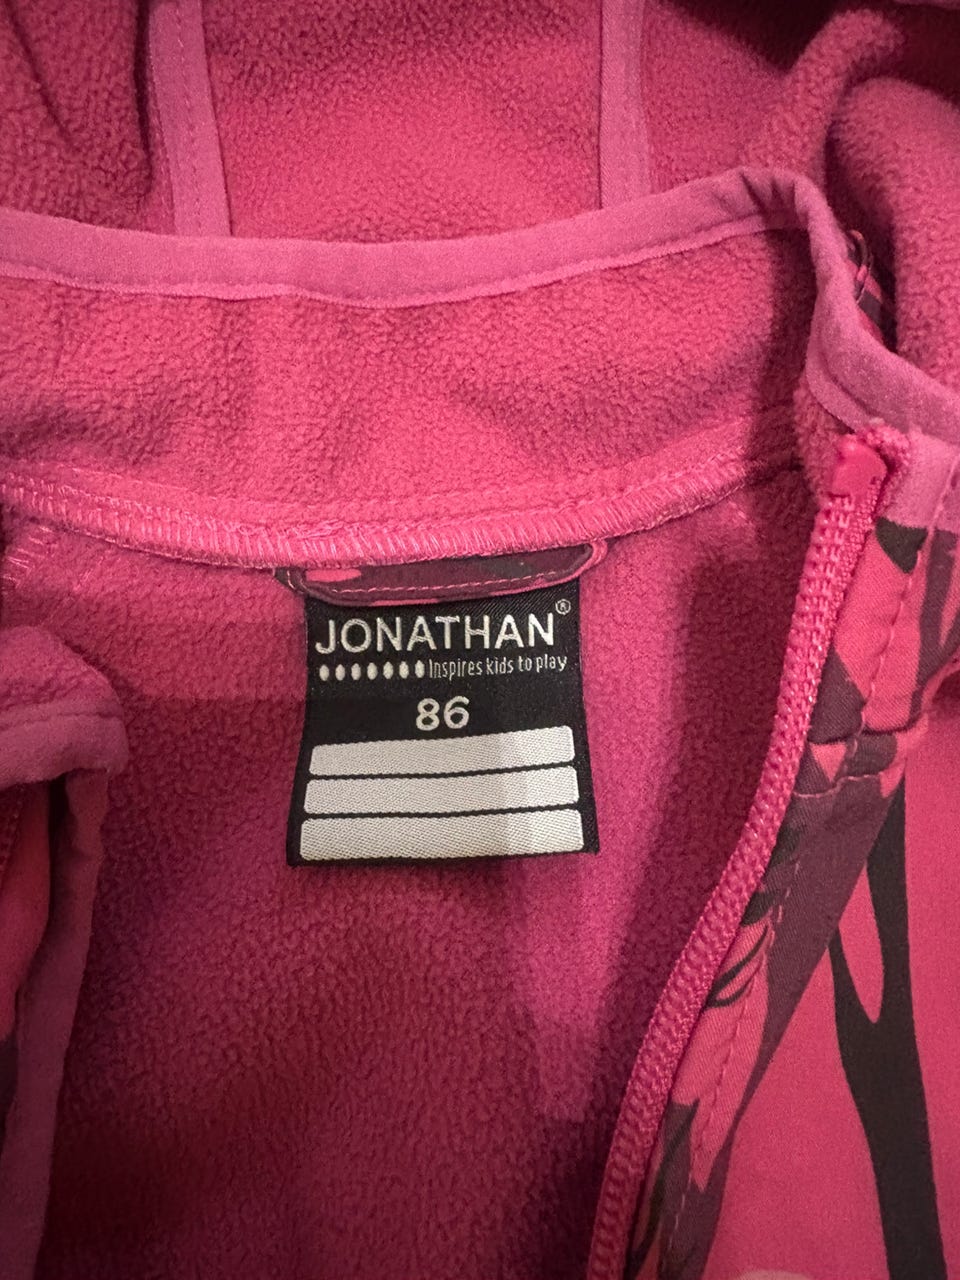 JONATHAN®
Inspires kids to play
86